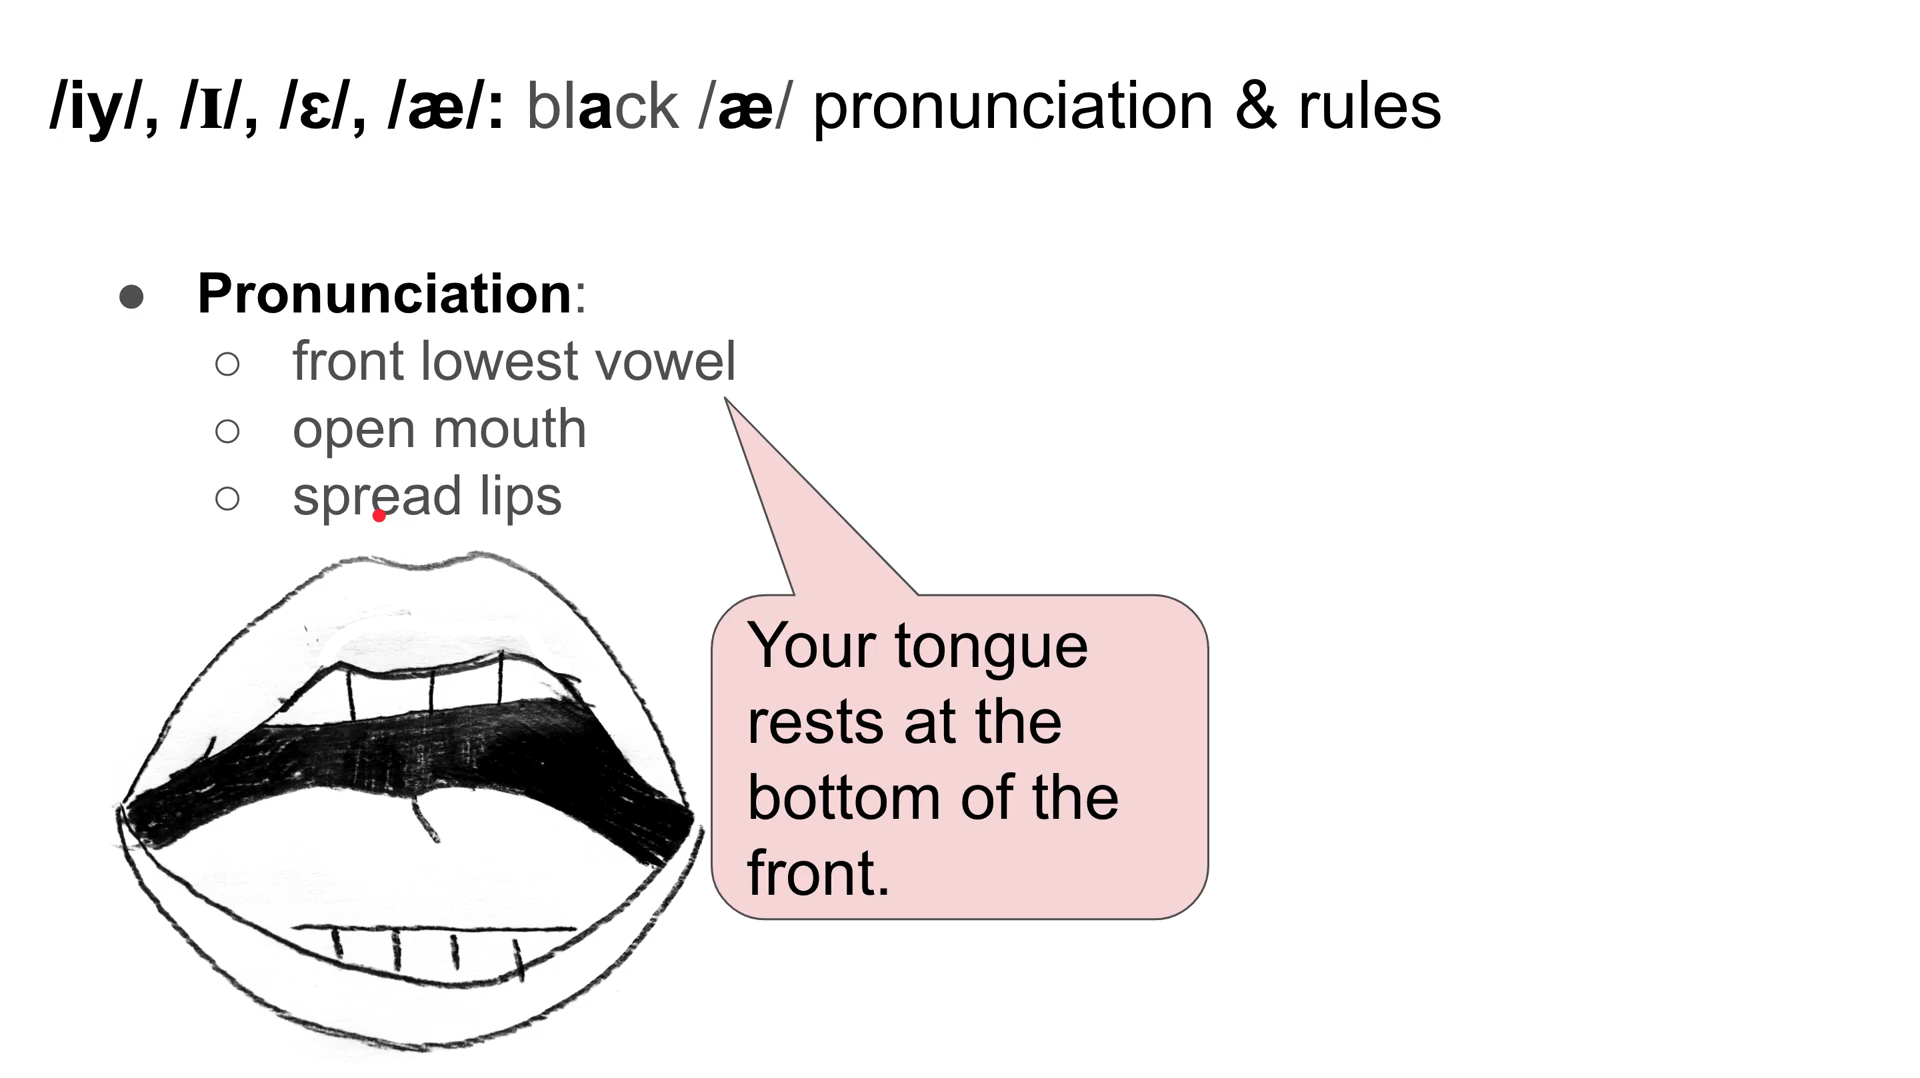 /iy/, /ɪ/, /ɛ/, /æ/: black /æ/ pronunciation & rules
● Pronunciation:
○ front lowest vowel
○ open mouth
○ spread lips
Your tongue
rests at the
bottom of the
front.